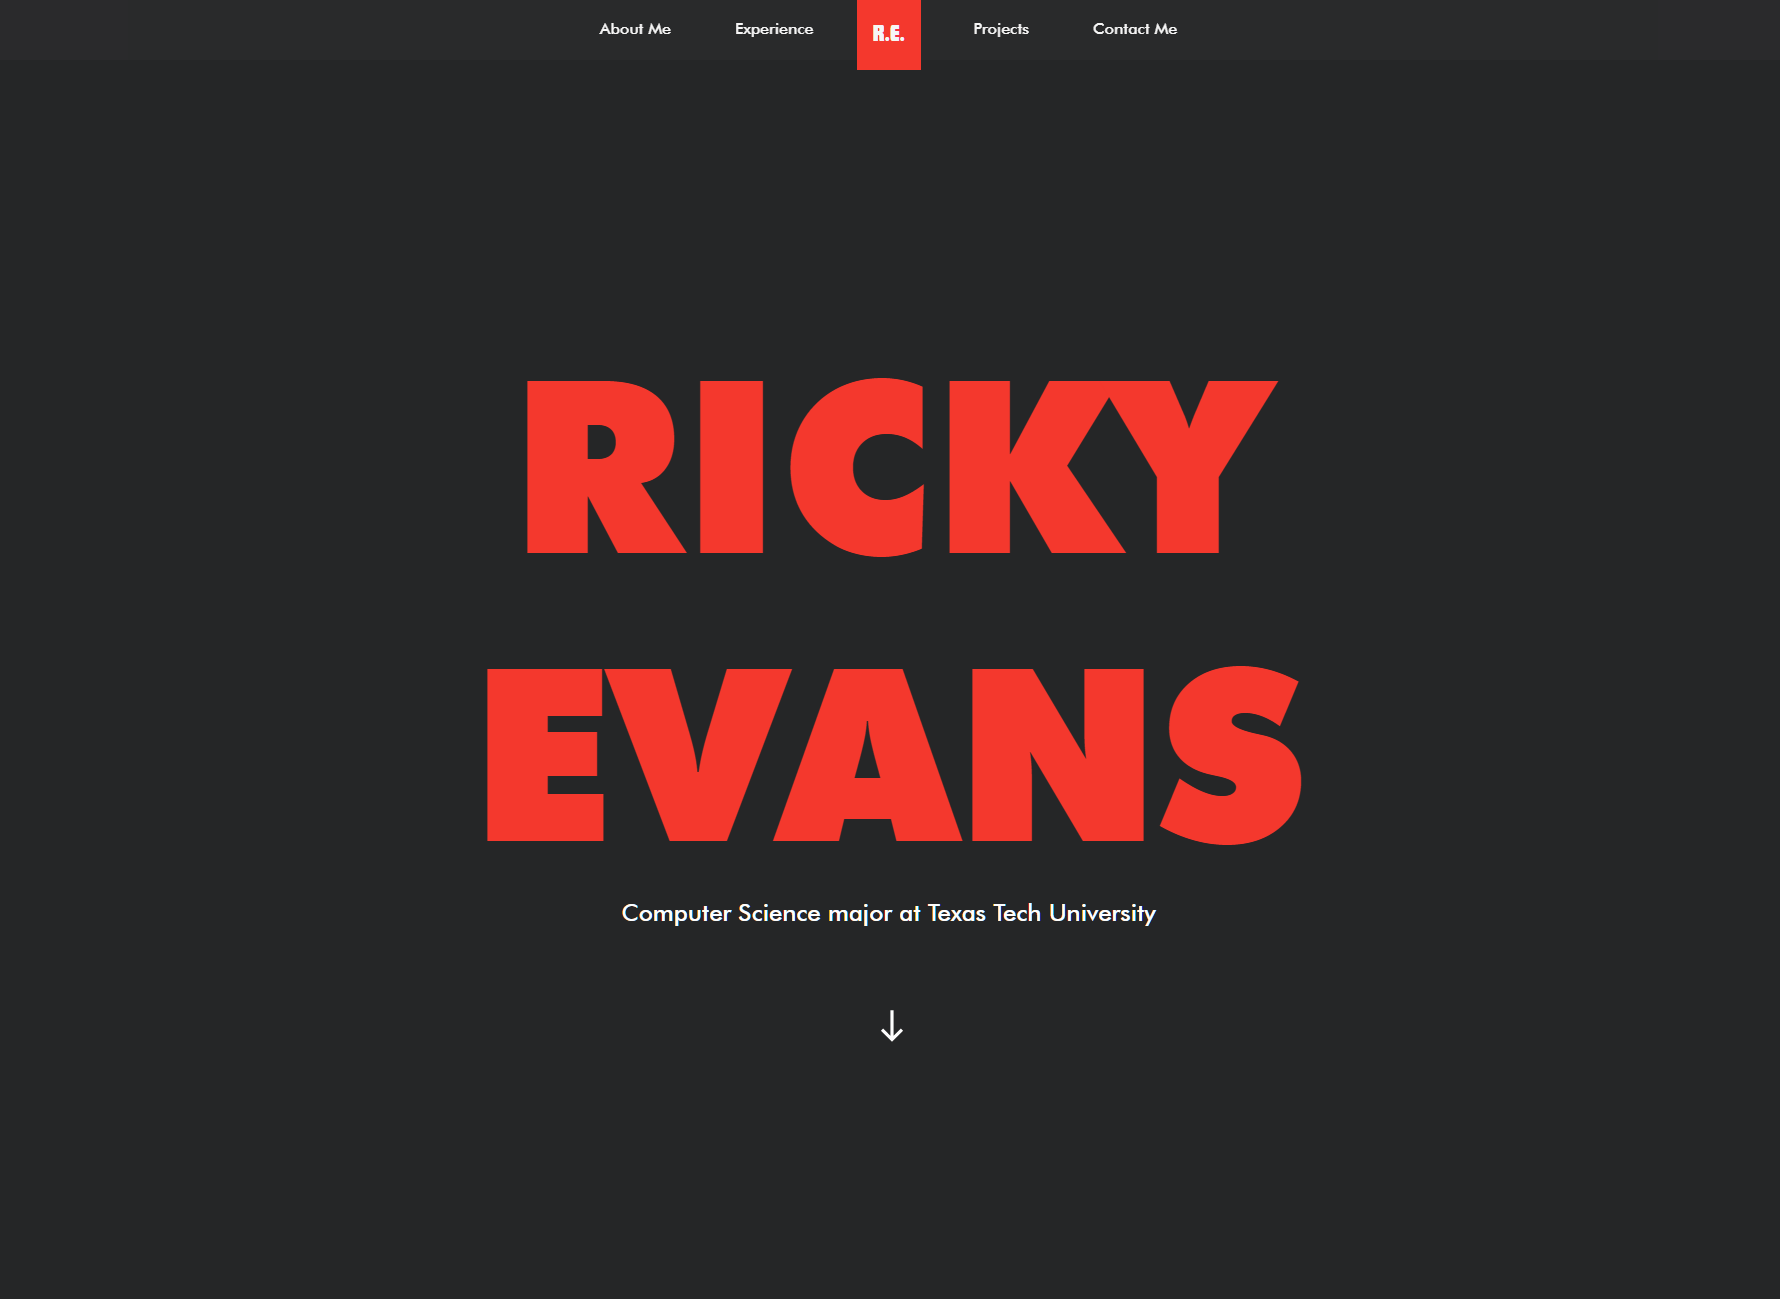 About Me Experience R.E. Projects Contact Me
RICKY
EVANS
Computer Science major at Texas Tech University